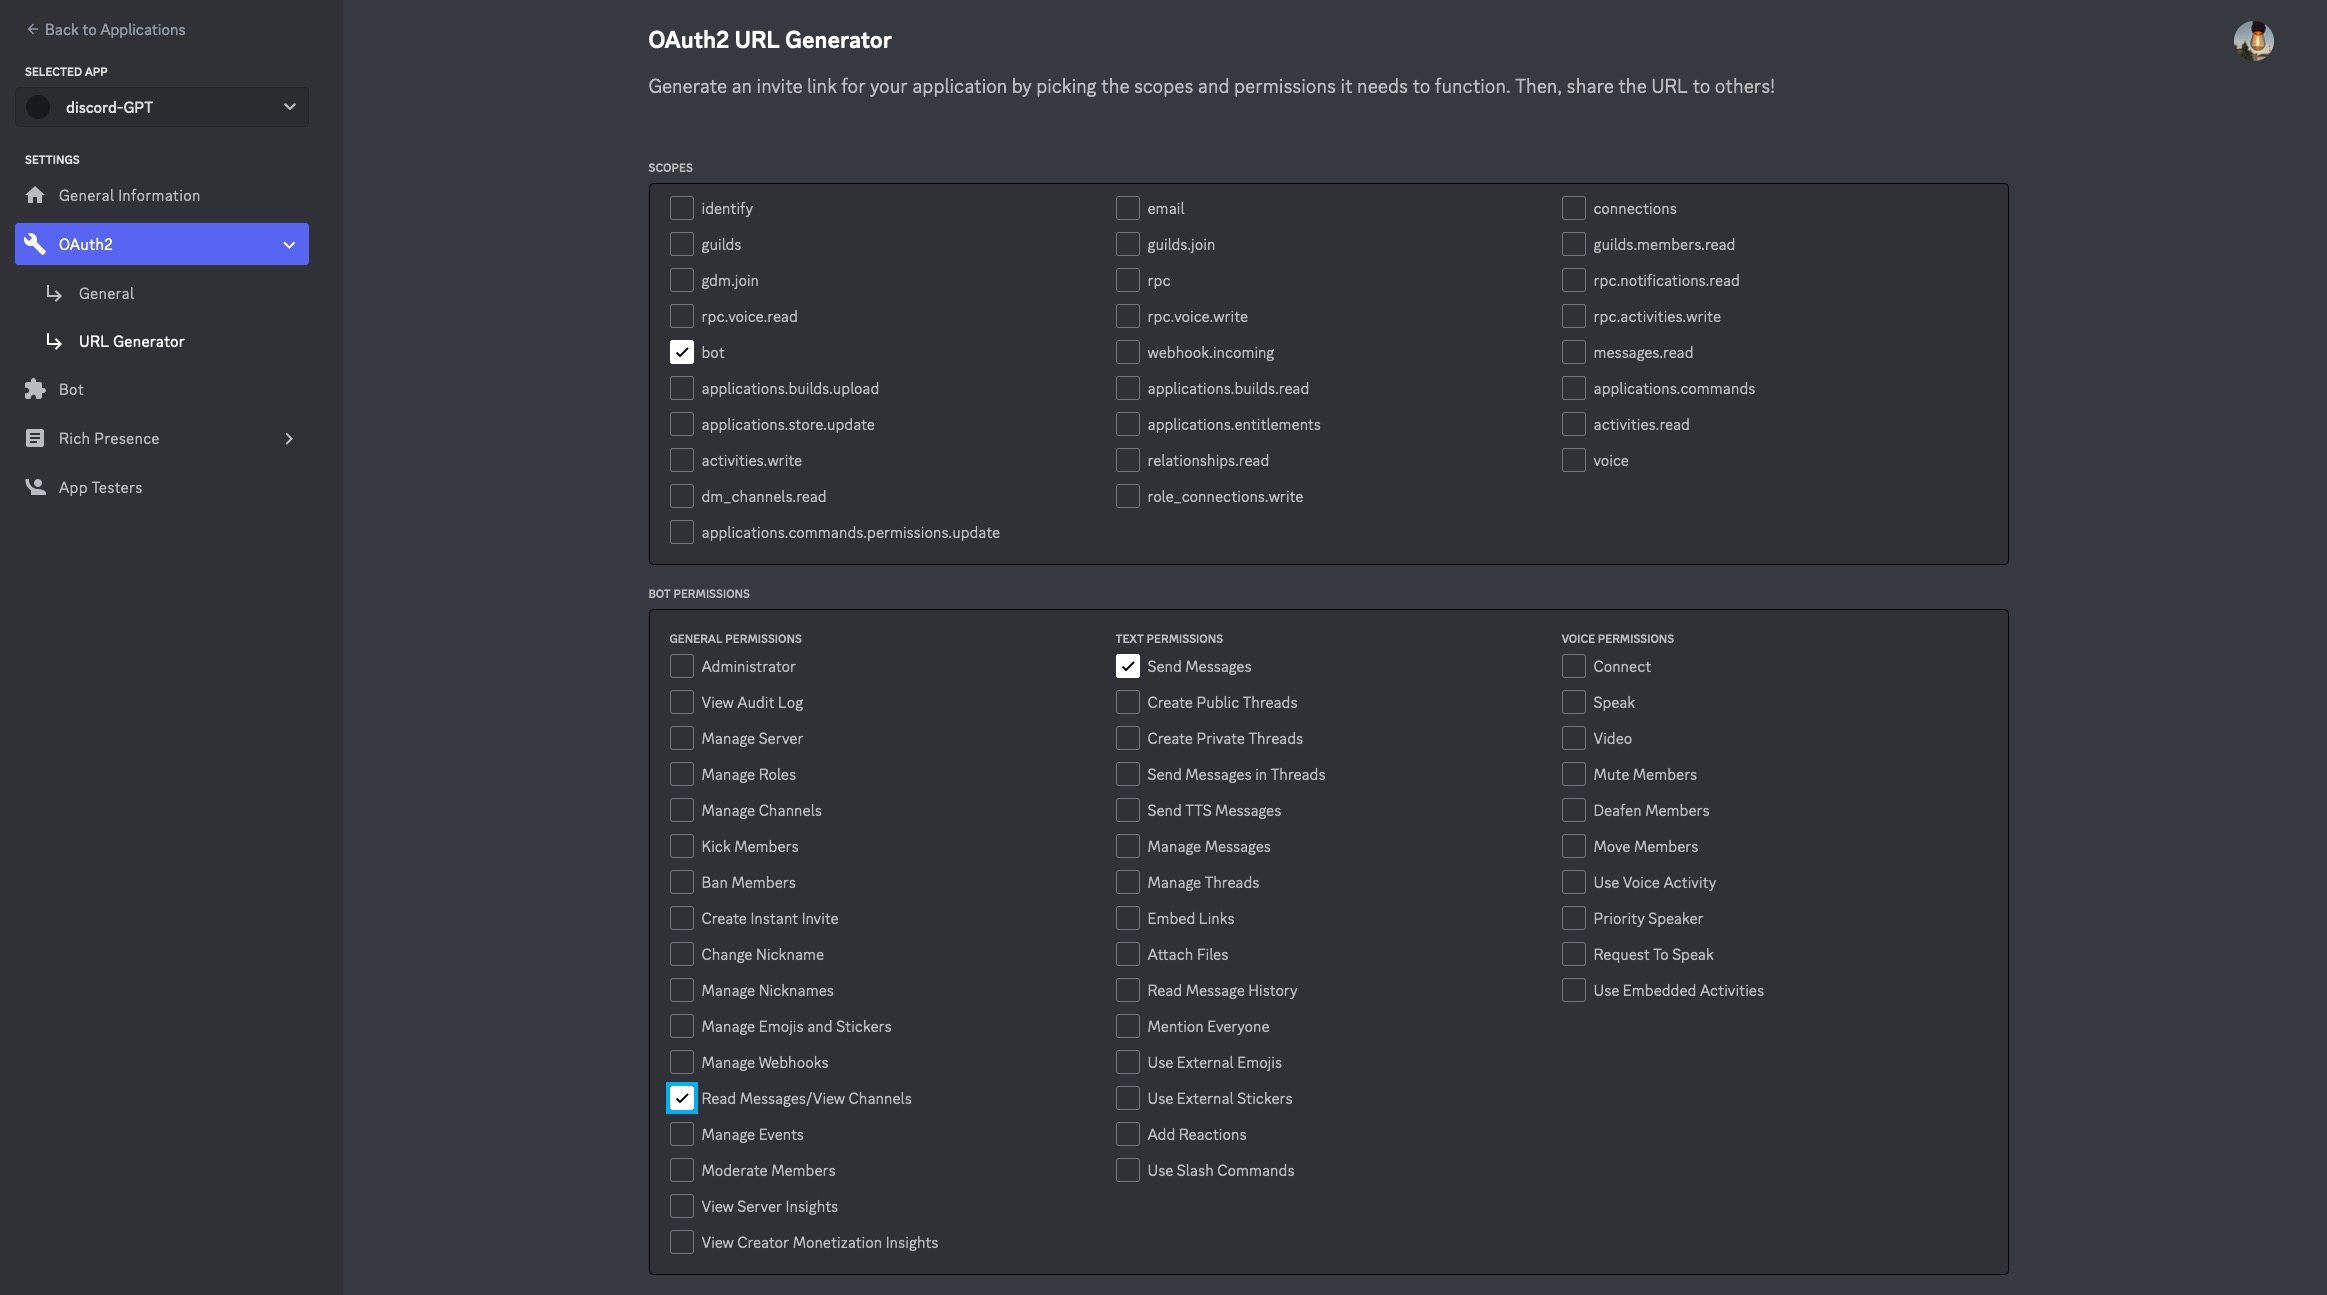 Back to Applications
SELECTED APP
discord-GPT
SETTINGS
General Information
OAuth2
General
URL Generator
Bot
Rich Presence
App Testers
OAuth2 URL Generator
Generate an invite link for your application by picking the scopes and permissions it needs to function. Then, share the URL to others!
SCOPES
identify
email
connections
guilds
guilds.join
guilds.members.read
gdm.join
rpc
rpc.notifications.read
rpc.voice.read
rpc.voice.write
rpc.activities.write
bot
webhook.incoming
messages.read
applications.builds.upload
applications.builds.read
applications.commands
applications.store.update
applications.entitlements
activities.read
activities.write
relationships.read
voice
dm_channels.read
role_connections.write
applications.commands.permissions.update
BOT PERMISSIONS
GENERAL PERMISSIONS
Administrator
View Audit Log
Manage Server
Manage Roles
Manage Channels
Kick Members
Ban Members
Create Instant Invite
Change Nickname
Manage Nicknames
Manage Emojis and Stickers
Manage Webhooks
Read Messages/View Channels
Manage Events
Moderate Members
View Server Insights
View Creator Monetization Insights
TEXT PERMISSIONS
Send Messages
Create Public Threads
Create Private Threads
Send Messages in Threads
Send TTS Messages
Manage Messages
Manage Threads
Embed Links
Attach Files
Read Message History
Mention Everyone
Use External Emojis
Use External Stickers
Add Reactions
Use Slash Commands
VOICE PERMISSIONS
Connect
Speak
Video
Mute Members
Deafen Members
Move Members
Use Voice Activity
Priority Speaker
Request To Speak
Use Embedded Activities